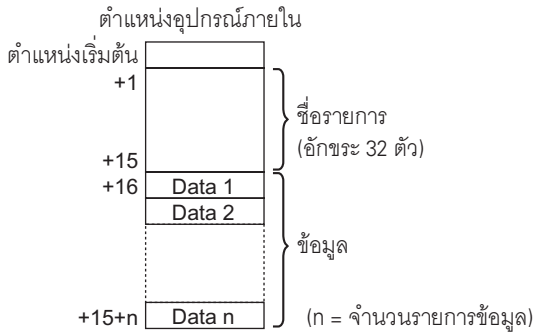 ตำแหน่งอุปกรณ์ภายใน
ตำแหน่งเริ่มต้น
+1
ชื่อรายการ
(อักขระ 32 ตัว)
+15
+16 Data 1
Data 2
ข้อมูล
+15+n Data n (n = จำนวนรายการข้อมูล)